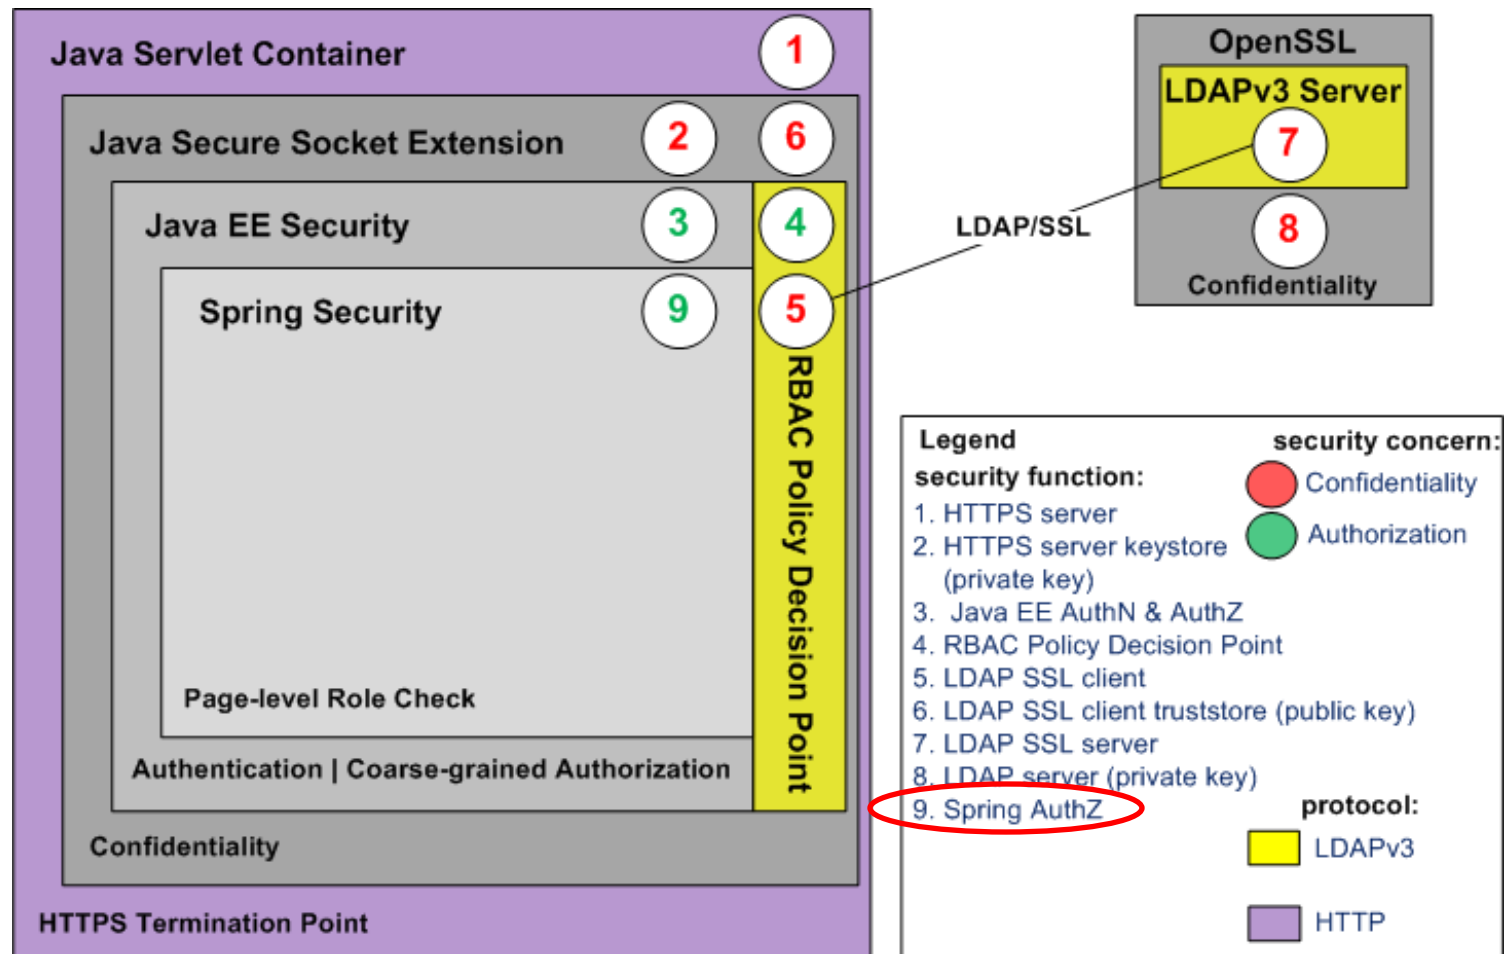 Java Servlet Container
1
Java Secure Socket Extension
2
6
Java EE Security
3
4
Spring Security
9
5
RBAC Policy Decision Point
Page-level Role Check
Authentication | Coarse-grained Authorization
Confidentiality
HTTPS Termination Point
LDAP/SSL
OpenSSL
LDAPv3 Server
7
8
Confidentiality
Legend
security function:
1. HTTPS server
2. HTTPS server keystore
(private key)
3. Java EE AuthN & AuthZ
4. RBAC Policy Decision Point
5. LDAP SSL client
6. LDAP SSL client truststore (public key)
7. LDAP SSL server
8. LDAP server (private key)
9. Spring AuthZ
security concern:
Confidentiality
Authorization
protocol:
LDAPv3
HTTP